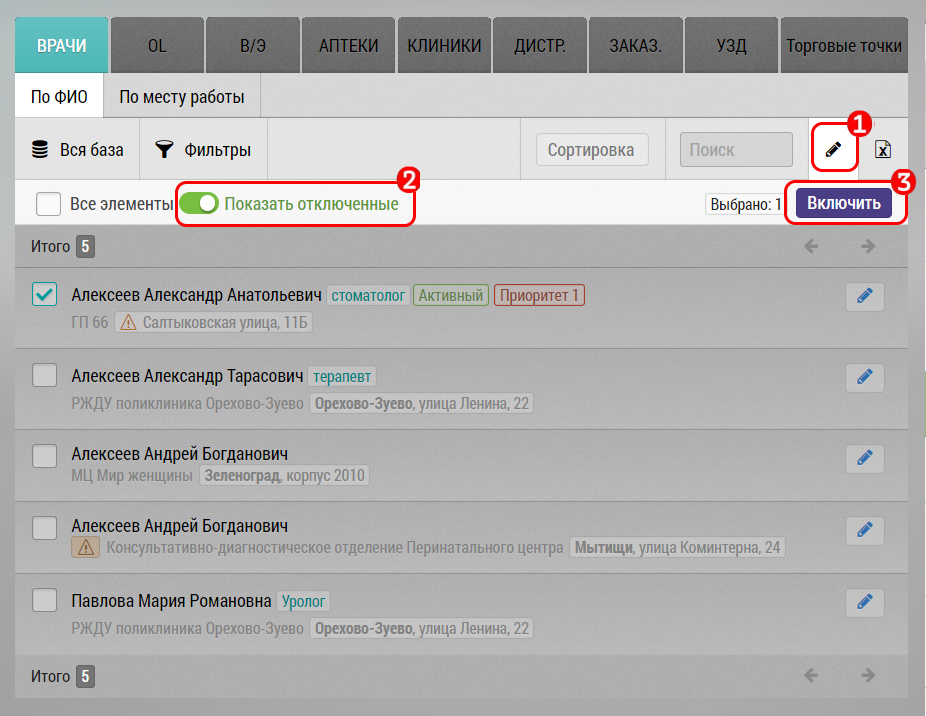 ВРАЧИ OL В/Э АПТЕКИ КЛИНИКИ ДИСТР. ЗАКАЗ. УЗД Торговые точки
По ФИО По месту работы
Вся база Фильтры Сортировка Поиск 1
Все элементы Показать отключенные 2 Выбрано: 1 Включить 3
Итого 5
Алексеев Александр Анатольевич стоматолог Активный Приоритет 1
ГП 66 Салтыковская улица, 11Б
Алексеев Александр Тарасович терапевт
РЖДУ поликлиника Орехово-Зуево Орехово-Зуево, улица Ленина, 22
Алексеев Андрей Богданович
МЦ Мир женщины Зеленоград, корпус 2010
Алексеев Андрей Богданович
Консультативно-диагностическое отделение Перинатального центра Мытищи, улица Коминтерна, 24
Павлова Мария Романовна Уролог
РЖДУ поликлиника Орехово-Зуево Орехово-Зуево, улица Ленина, 22
Итого 5